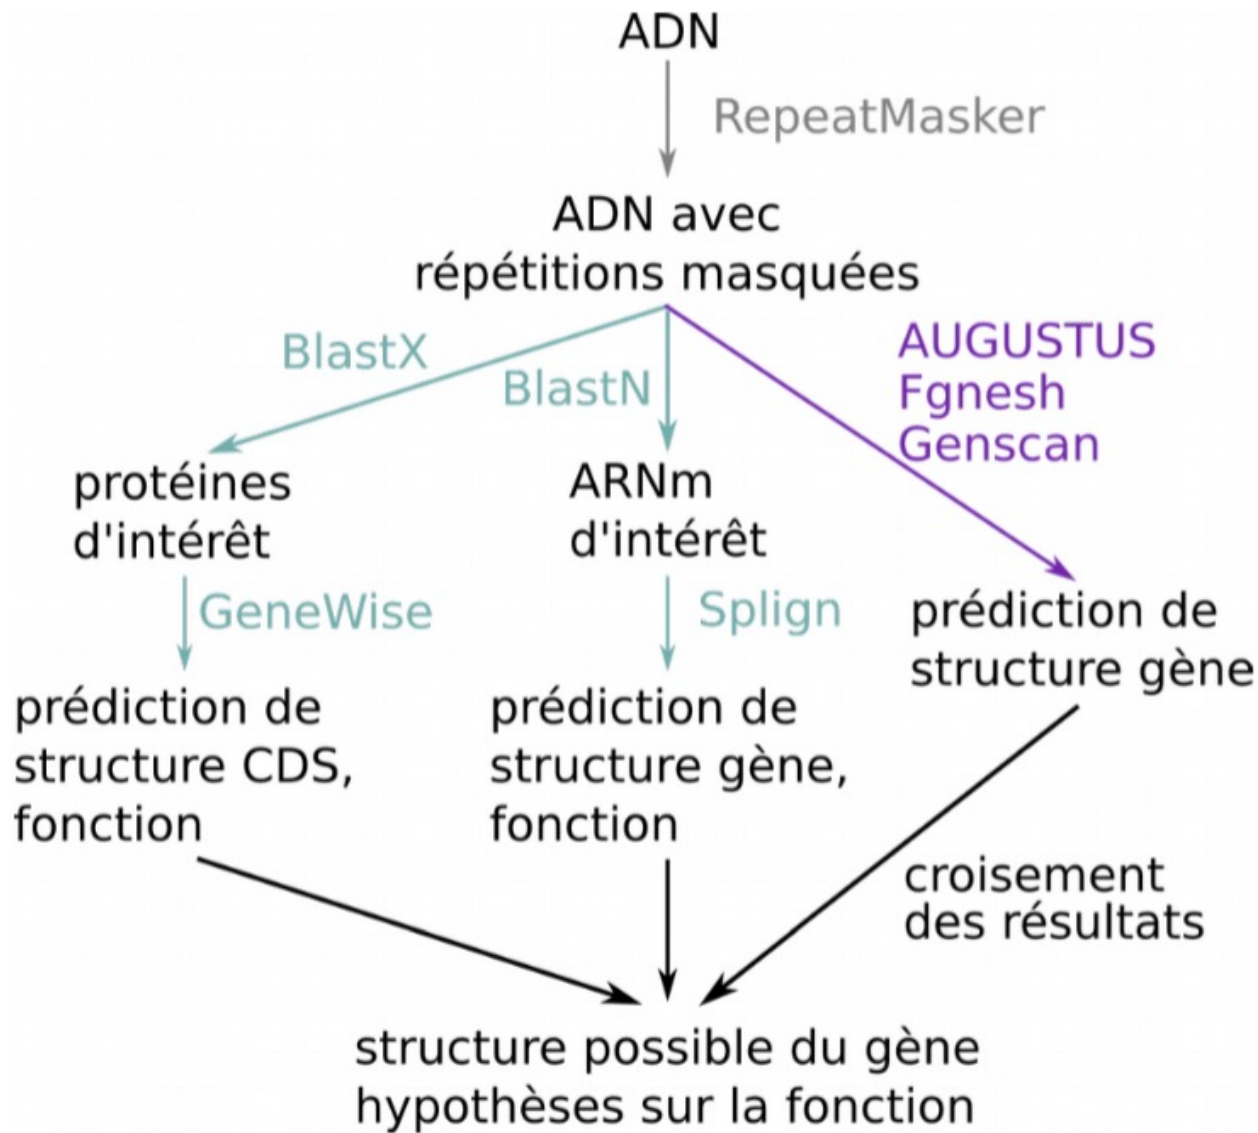 ADN
RepeatMasker
ADN avec
répétitions masquées
BlastX
BlastN
AUGUSTUS
Fgnesh
Genscan
protéines
d'intérêt
ARNm
d'intérêt
GeneWise
Splign
prédiction de
structure gène
prédiction de
structure CDS,
fonction
prédiction de
structure gène,
fonction
croisement
des résultats
structure possible du gène
hypothèses sur la fonction